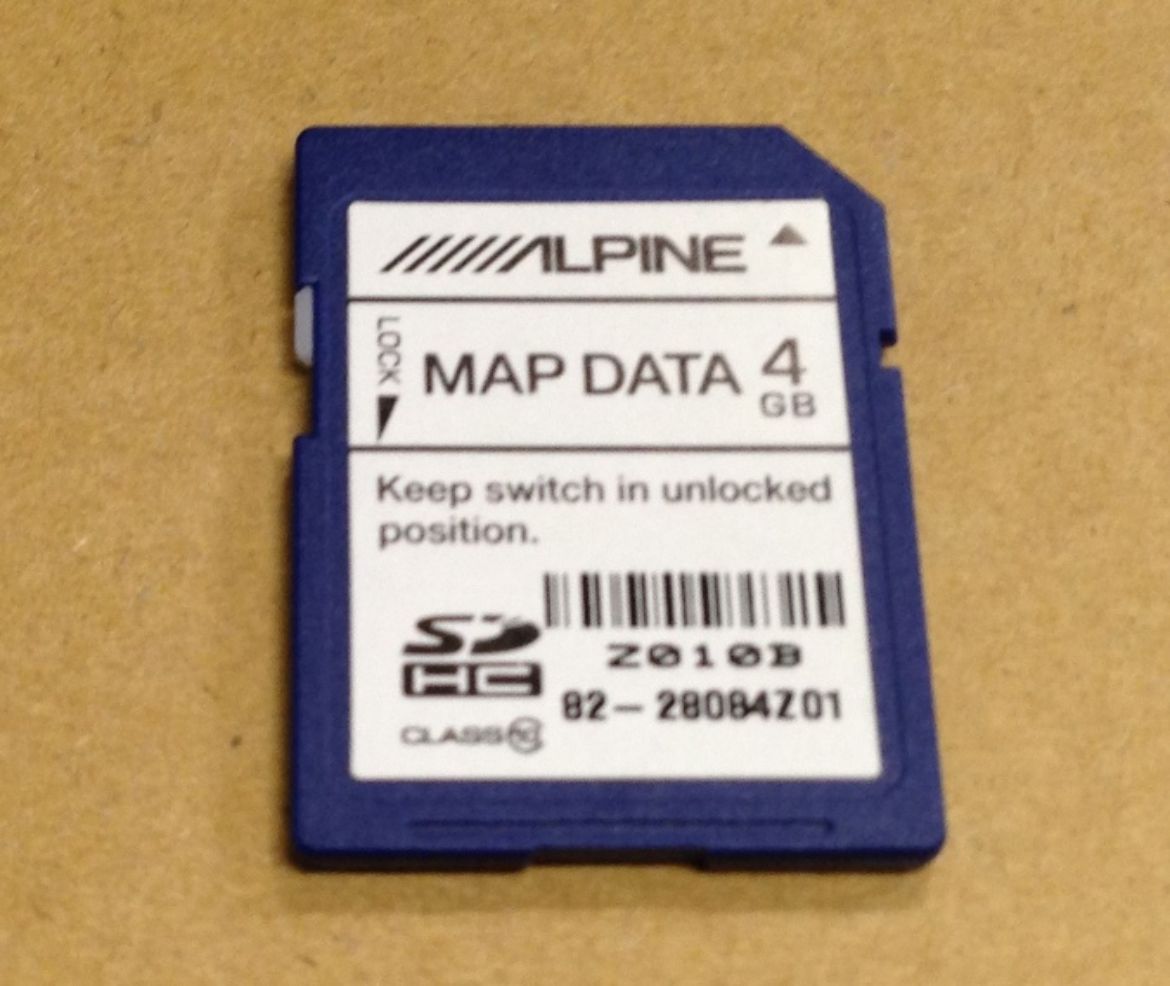 ALPINE
LOCK
MAP DATA 4
GB
Keep switch in unlocked
position.
SD
HC
Z010B
82-28084Z01
CLASS